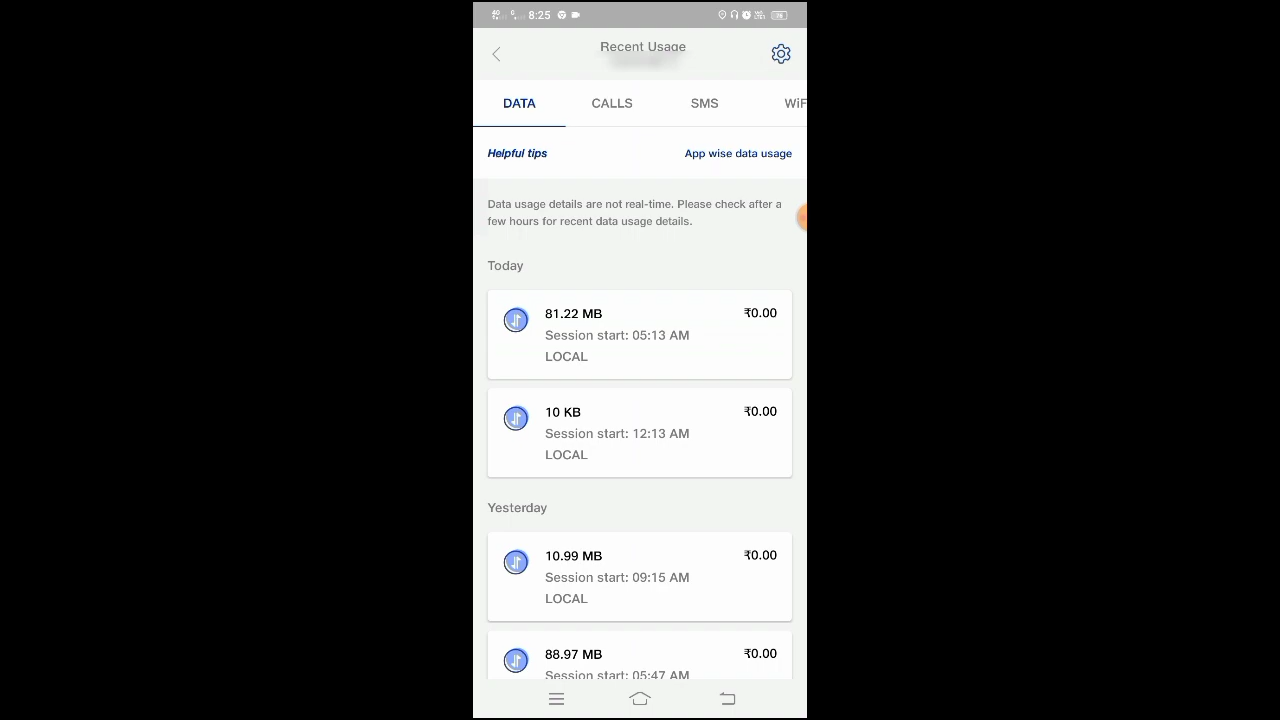 8:25
Recent Usage
DATA CALLS SMS WiF
Helpful tips App wise data usage
Data usage details are not real-time. Please check after a
few hours for recent data usage details.
Today
81.22 MB ₹0.00
Session start: 05:13 AM
LOCAL
10 KB ₹0.00
Session start: 12:13 AM
LOCAL
Yesterday
10.99 MB ₹0.00
Session start: 09:15 AM
LOCAL
88.97 MB ₹0.00
Session start: 05:47 AM